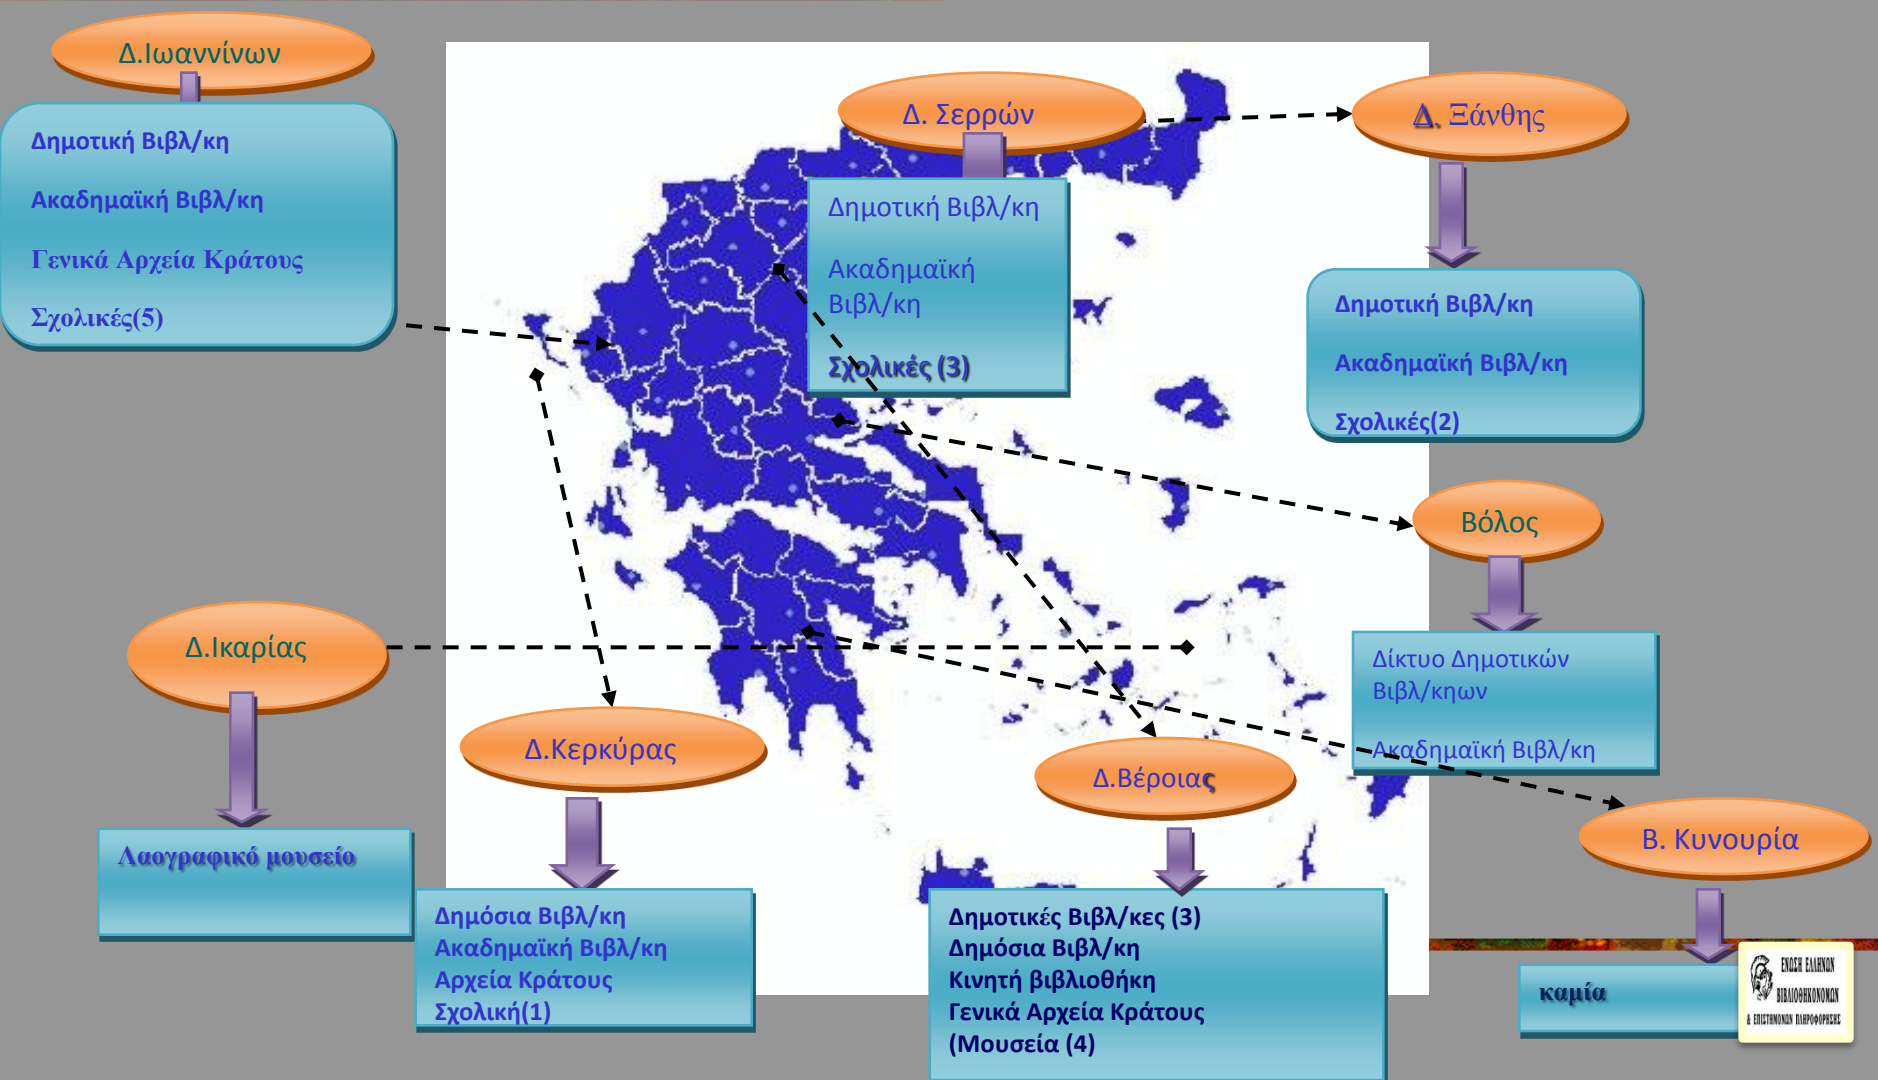 Δ.Ιωαννίνων
Δημοτική Βιβλ/κη
Ακαδημαϊκή Βιβλ/κη
Γενικά Αρχεία Κράτους
Σχολικές(5)
Δ. Σερρών
Δημοτική Βιβλ/κη
Ακαδημαϊκή
Βιβλ/κη
Σχολικές (3)
Δ. Ξάνθης
Δημοτική Βιβλ/κη
Ακαδημαϊκή Βιβλ/κη
Σχολικές(2)
Βόλος
Δίκτυο Δημοτικών
Βιβλ/κηων
Ακαδημαϊκή Βιβλ/κη
Δ.Ικαρίας
Λαογραφικό μουσείο
Δ.Κερκύρας
Δημόσια Βιβλ/κη
Ακαδημαϊκή Βιβλ/κη
Αρχεία Κράτους
Σχολική(1)
Δ.Βέροιας
Δημοτικές Βιβλ/κες (3)
Δημόσια Βιβλ/κη
Κινητή βιβλιοθήκη
Γενικά Αρχεία Κράτους
(Μουσεία (4)
Β. Κυνουρία
καμία
ΕΝΩΣΗ ΕΛΛΗΝΩΝ
ΒΙΒΛΙΟΘΗΚΟΝΟΜΩΝ
& ΕΠΙΣΤΗΜΟΝΩΝ ΠΛΗΡΟΦΟΡΗΣΗΣ